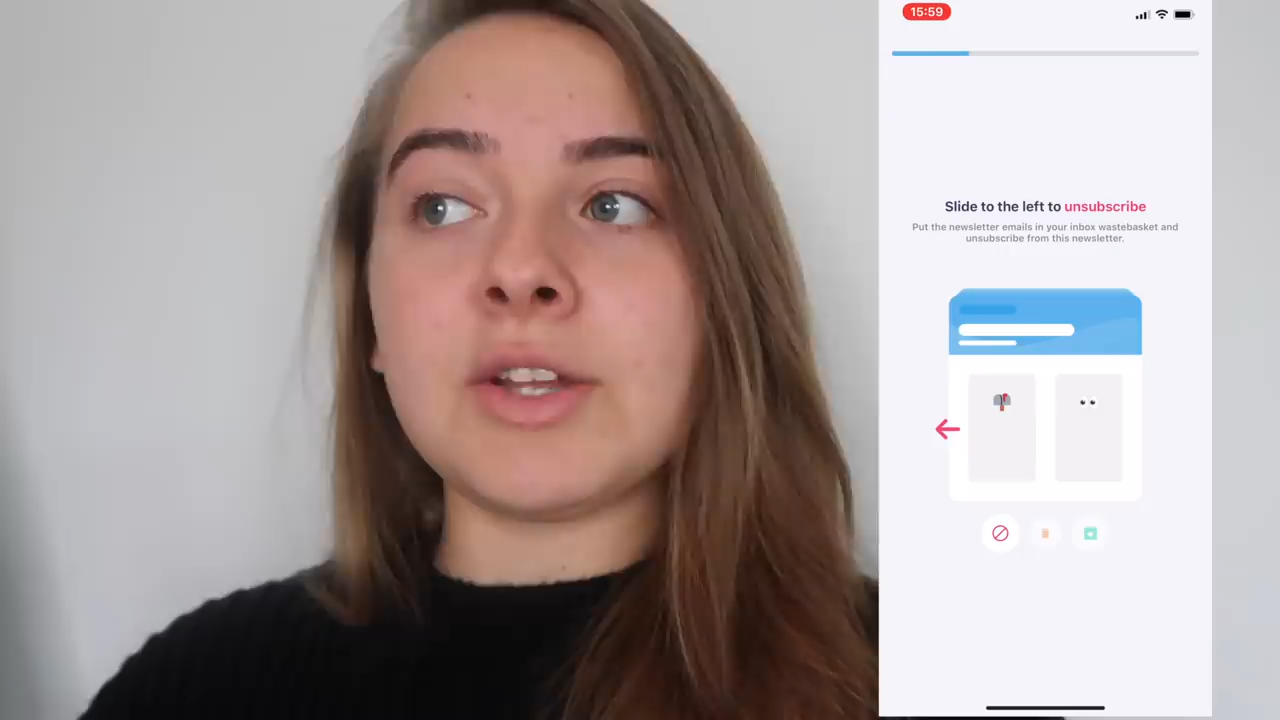 15:59
Slide to the left to unsubscribe
Put the newsletter emails in your inbox wastebasket and
unsubscribe from this newsletter.